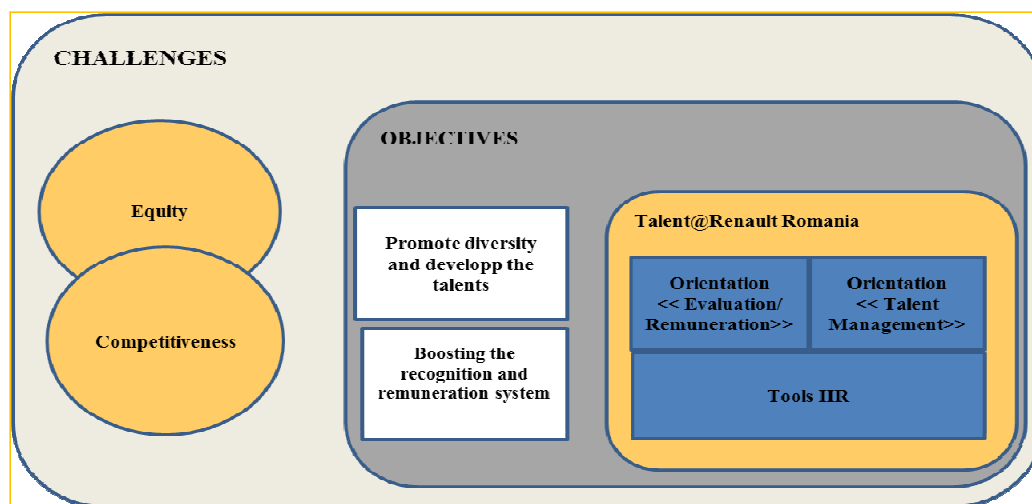 CHALLENGES
OBJECTIVES
Equity
Competitiveness
Promote diversity
and developp the
talents
Boosting the
recognition and
remuneration system
Talent@Renault Romania
Orientation
<< Evaluation/
Remuneration>>
Orientation
<< Talent
Management>>
Tools HR